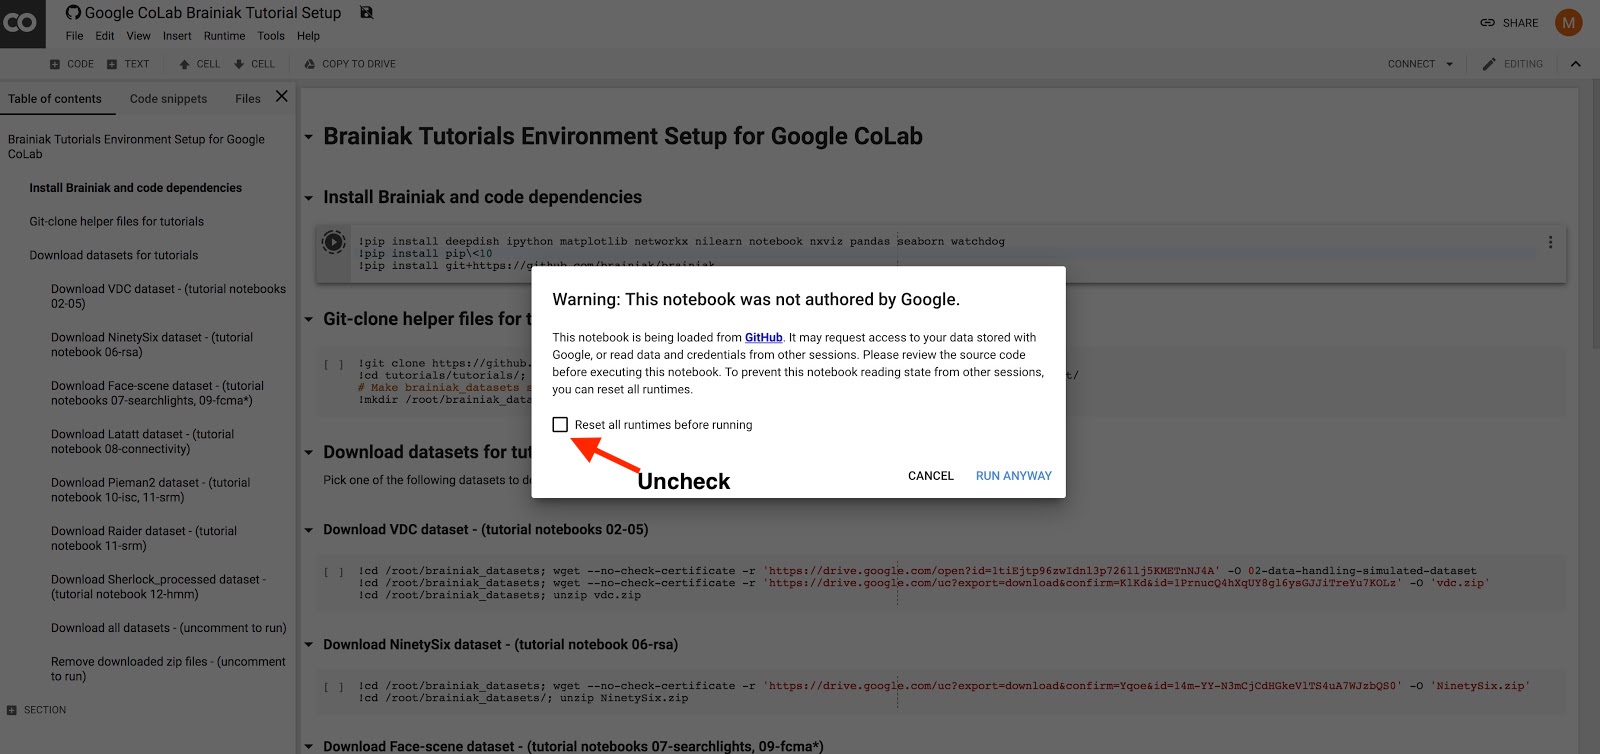 CO
Google CoLab Brainiak Tutorial Setup
File Edit View Insert Runtime Tools Help
SHARE
M
CODE TEXT CELL CELL COPY TO DRIVE
CONNECT EDITING
Table of contents Code snippets Files
Brainiak Tutorials Environment Setup for Google
CoLab
Install Brainiak and code dependencies
Git-clone helper files for tutorials
Download datasets for tutorials
Download VDC dataset - (tutorial notebooks
02-05)
Download NinetySix dataset - (tutorial
notebook 06-rsa)
Download Face-scene dataset - (tutorial
notebooks 07-searchlights, 09-fcma*)
Download Latatt dataset - (tutorial
notebook 08-connectivity)
Download Pieman2 dataset - (tutorial
notebook 10-isc, 11-srm)
Download Raider dataset - (tutorial
notebook 11-srm)
Download Sherlock_processed dataset -
(tutorial notebook 12-hmm)
Download all datasets - (uncomment to run)
Remove downloaded zip files - (uncomment
to run)
SECTION
Brainiak Tutorials Environment Setup for Google CoLab
Install Brainiak and code dependencies
!pip install deepdish ipython matplotlib networkx nilearn notebook nxviz pandas seaborn watchdog
!pip install pip\<10
!pip install git+https://github.com/brainiak/brainiak
Git-clone helper files for t
[ ] !git clone https://github.
!cd tutorials/tutorials/; t/
# Make brainiak_datasets s
!mkdir /root/brainiak_data
Download datasets for tu
Pick one of the following datasets to do
Warning: This notebook was not authored by Google.
This notebook is being loaded from GitHub. It may request access to your data stored with
Google, or read data and credentials from other sessions. Please review the source code
before executing this notebook. To prevent this notebook reading state from other sessions,
you can reset all runtimes.
Reset all runtimes before running
Uncheck
CANCEL RUN ANYWAY
Download VDC dataset - (tutorial notebooks 02-05)
[ ] !cd /root/brainiak_datasets; wget --no-check-certificate -r 'https://drive.google.com/open?id=1tiEjtp96zwIdnl3p726llj5KMETnNJ4A' -O 02-data-handling-simulated-dataset
!cd /root/brainiak_datasets; wget --no-check-certificate -r 'https://drive.google.com/uc?export=download&confirm=KlKd&id=1PrnucQ4hXqUY8gl6ysGJJiTreYu7KOLz' -O 'vdc.zip'
!cd /root/brainiak_datasets; unzip vdc.zip
Download NinetySix dataset - (tutorial notebook 06-rsa)
[ ] !cd /root/brainiak_datasets; wget --no-check-certificate -r 'https://drive.google.com/uc?export=download&confirm=Yqoe&id=14m-YY-N3mCjCdHGkeVlTS4uA7WJzbQS0' -O 'NinetySix.zip'
!cd /root/brainiak_datasets/; unzip NinetySix.zip
Download Face-scene dataset - (tutorial notebooks 07-searchlights, 09-fcma*)